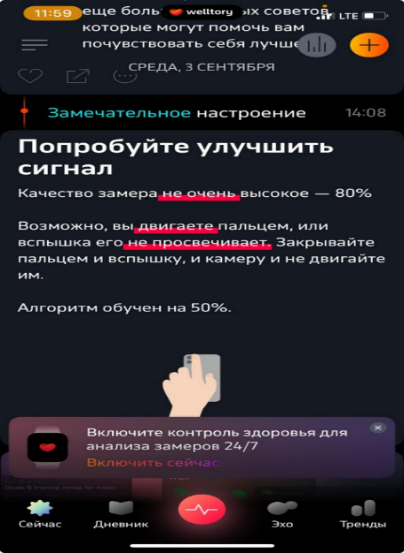 11:59
welltory
LTE
еще
советов,
которые могут помочь вам
почувствовать себя лучше
СРЕДА, 3 СЕНТЯБРЯ
Замечательное настроение 14:08
Попробуйте улучшить
сигнал
Качество замера не очень высокое — 80%
Возможно, вы двигаете пальцем, или
вспышка его не просвечивает. Закрывайте
пальцем и вспышку, и камеру и не двигайте
им.
Алгоритм обучен на 50%.
Включите контроль здоровья для
анализа замеров 24/7
Включить сейчас
Сейчас Дневник Эхо Тренды